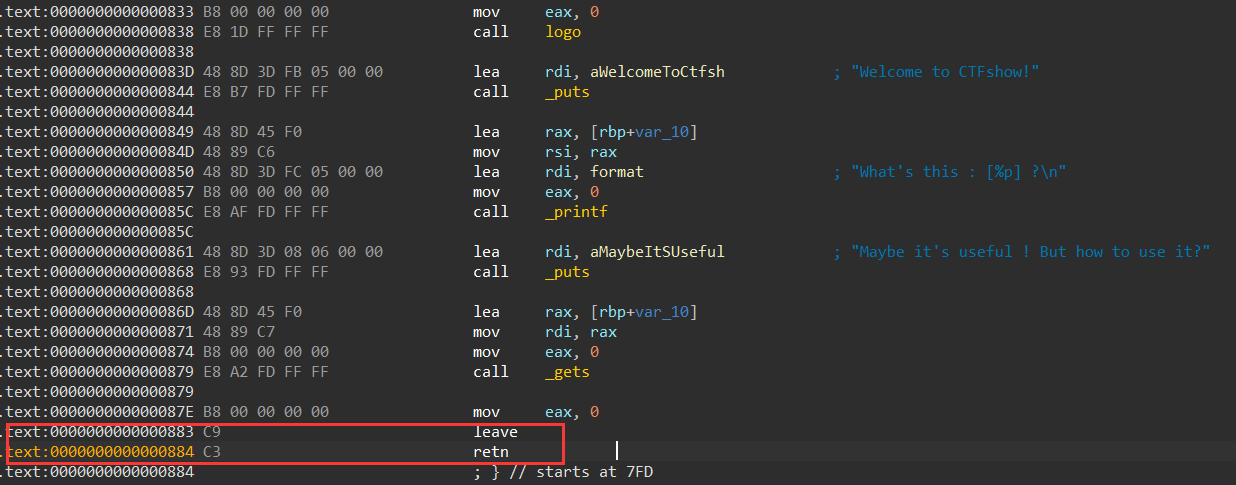 .text:0000000000000833 B8 00 00 00 00 mov eax, 0
.text:0000000000000838 E8 1D FF FF FF call logo
.text:0000000000000838
.text:000000000000083D 48 8D 3D FB 05 00 00 lea rdi, aWelcomeToCtfsh ; "Welcome to CTFshow!"
.text:0000000000000844 E8 B7 FD FF FF call _puts
.text:0000000000000844
.text:0000000000000849 48 8D 45 F0 lea rax, [rbp+var_10]
.text:000000000000084D 48 89 C6 mov rsi, rax
.text:0000000000000850 48 8D 3D FC 05 00 00 lea rdi, format ; "What's this : [%p] ?\n"
.text:0000000000000857 B8 00 00 00 00 mov eax, 0
.text:000000000000085C E8 AF FD FF FF call _printf
.text:000000000000085C
.text:0000000000000861 48 8D 3D 08 06 00 00 lea rdi, aMaybeItSUseful ; "Maybe it's useful ! But how to use it?"
.text:0000000000000868 E8 93 FD FF FF call _puts
.text:0000000000000868
.text:000000000000086D 48 8D 45 F0 lea rax, [rbp+var_10]
.text:0000000000000871 48 89 C7 mov rdi, rax
.text:0000000000000874 B8 00 00 00 00 mov eax, 0
.text:0000000000000879 E8 A2 FD FF FF call _gets
.text:0000000000000879
.text:000000000000087E B8 00 00 00 00 mov eax, 0
.text:0000000000000883 C9 leave
.text:0000000000000884 C3 retn
.text:0000000000000884 ; } // starts at 7FD